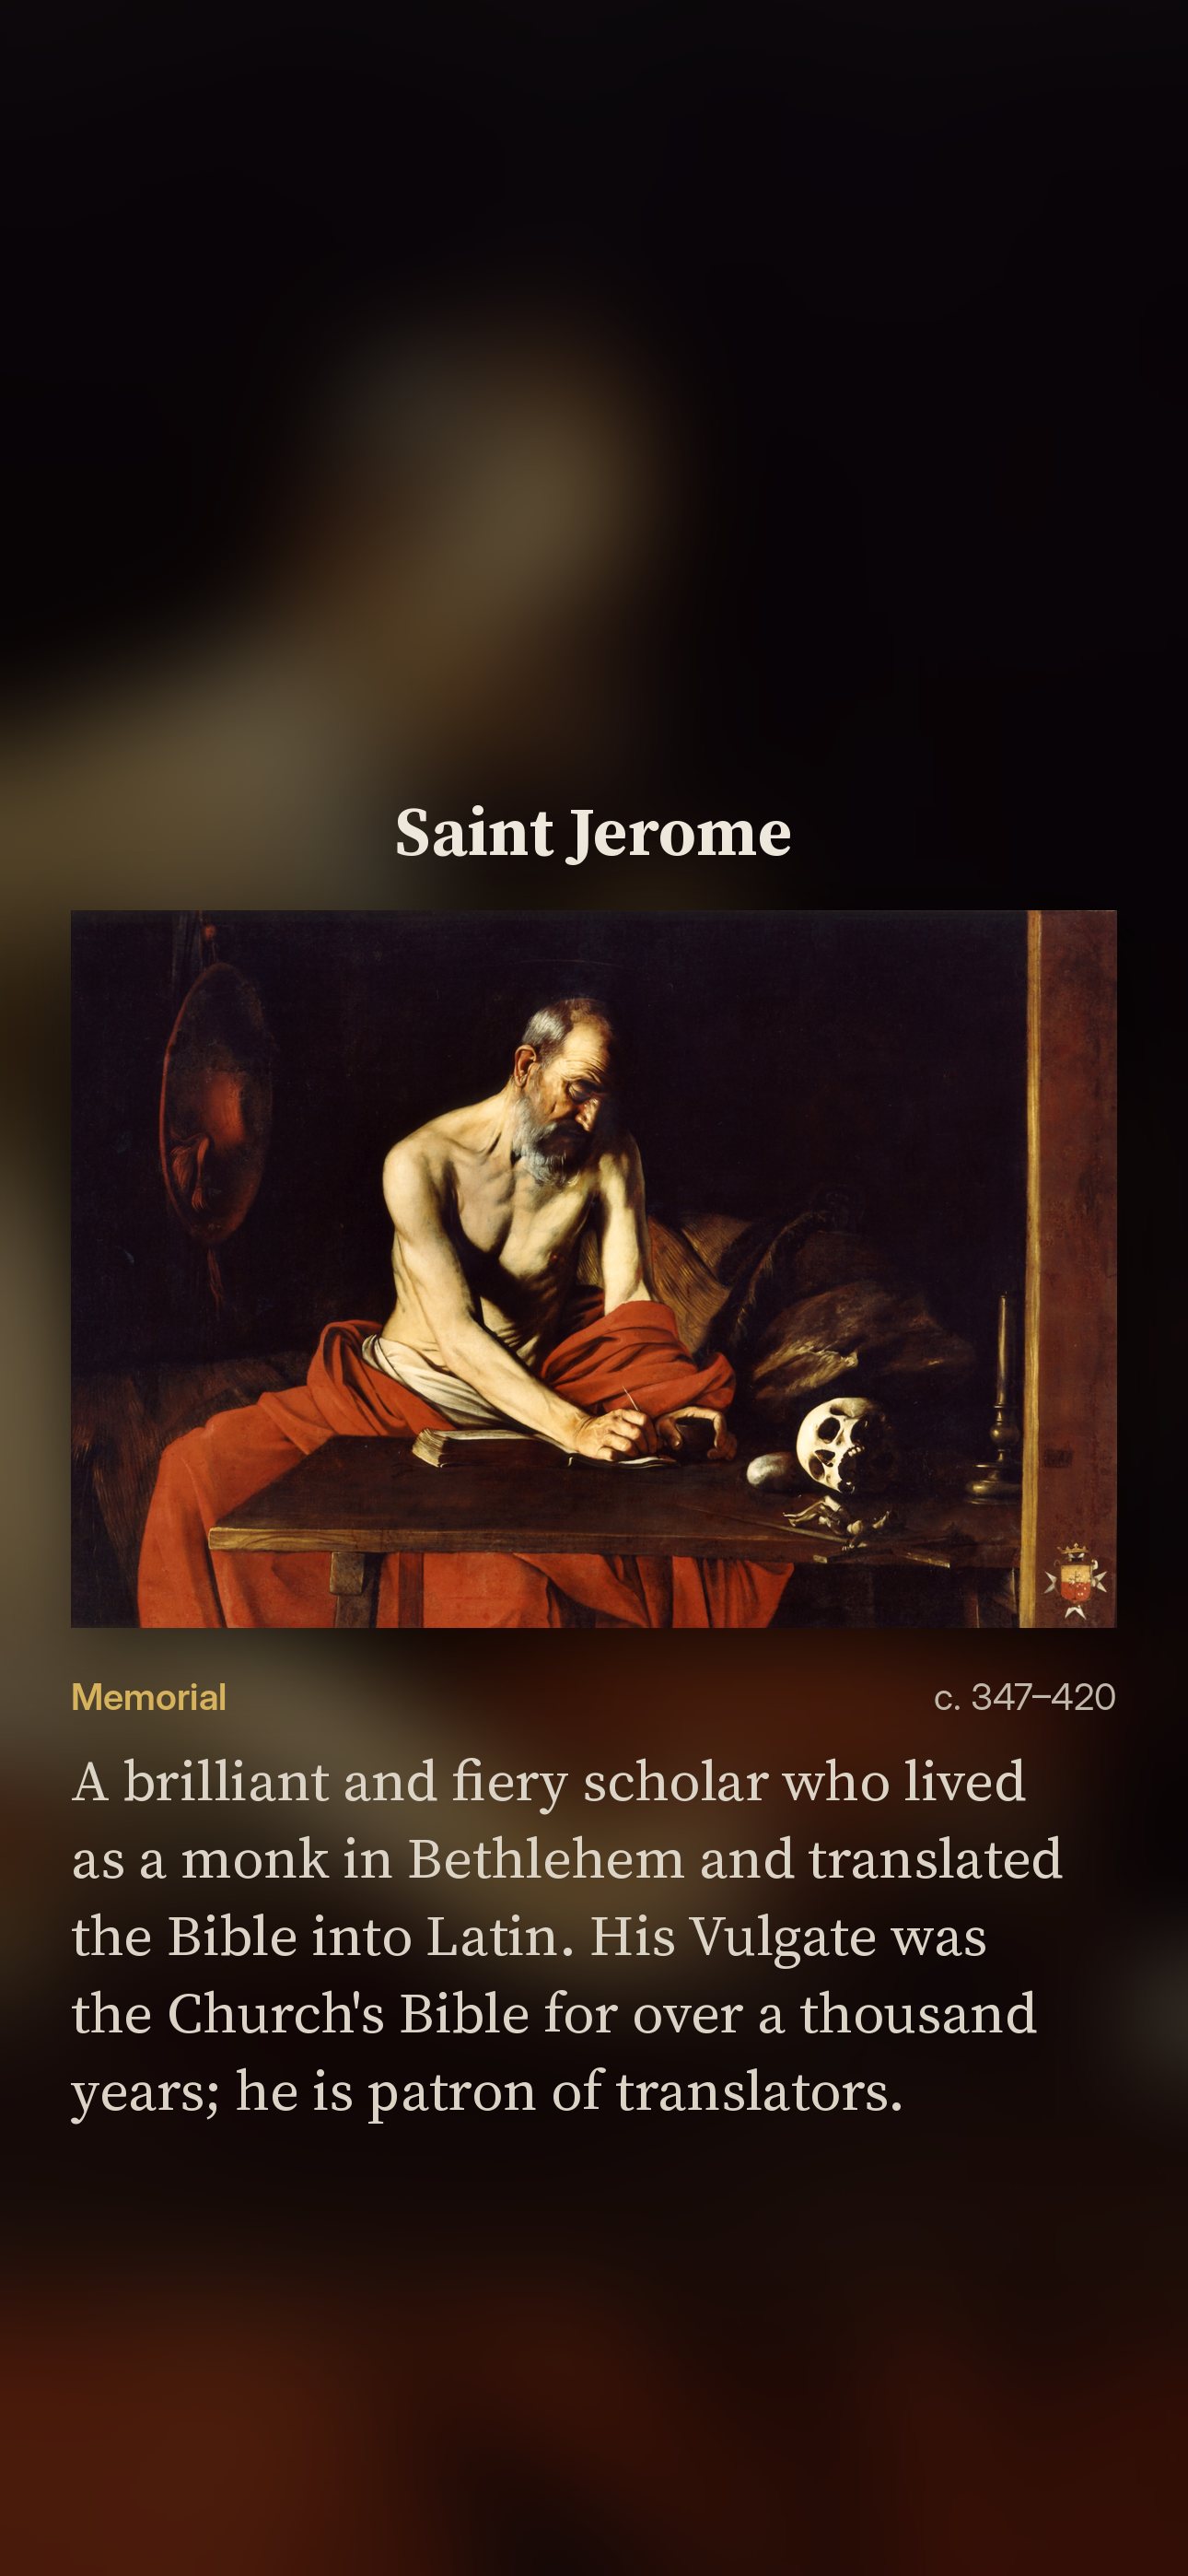 Saint Jerome
Memorial
c. 347–420
A brilliant and fiery scholar who lived
as a monk in Bethlehem and translated
the Bible into Latin. His Vulgate was
the Church's Bible for over a thousand
years; he is patron of translators.